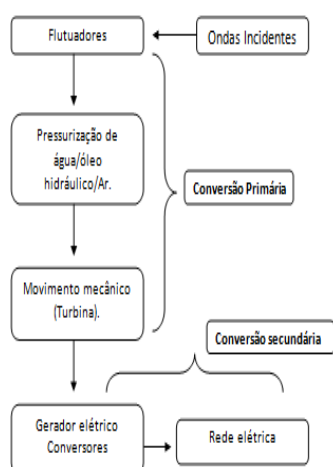 Flutuadores
Ondas Incidentes
Pressurização de
água/óleo
hidráulico/Ar.
Conversão Primária
Movimento mecânico
(Turbina).
Conversão secundária
Gerador elétrico
Conversores
Rede elétrica